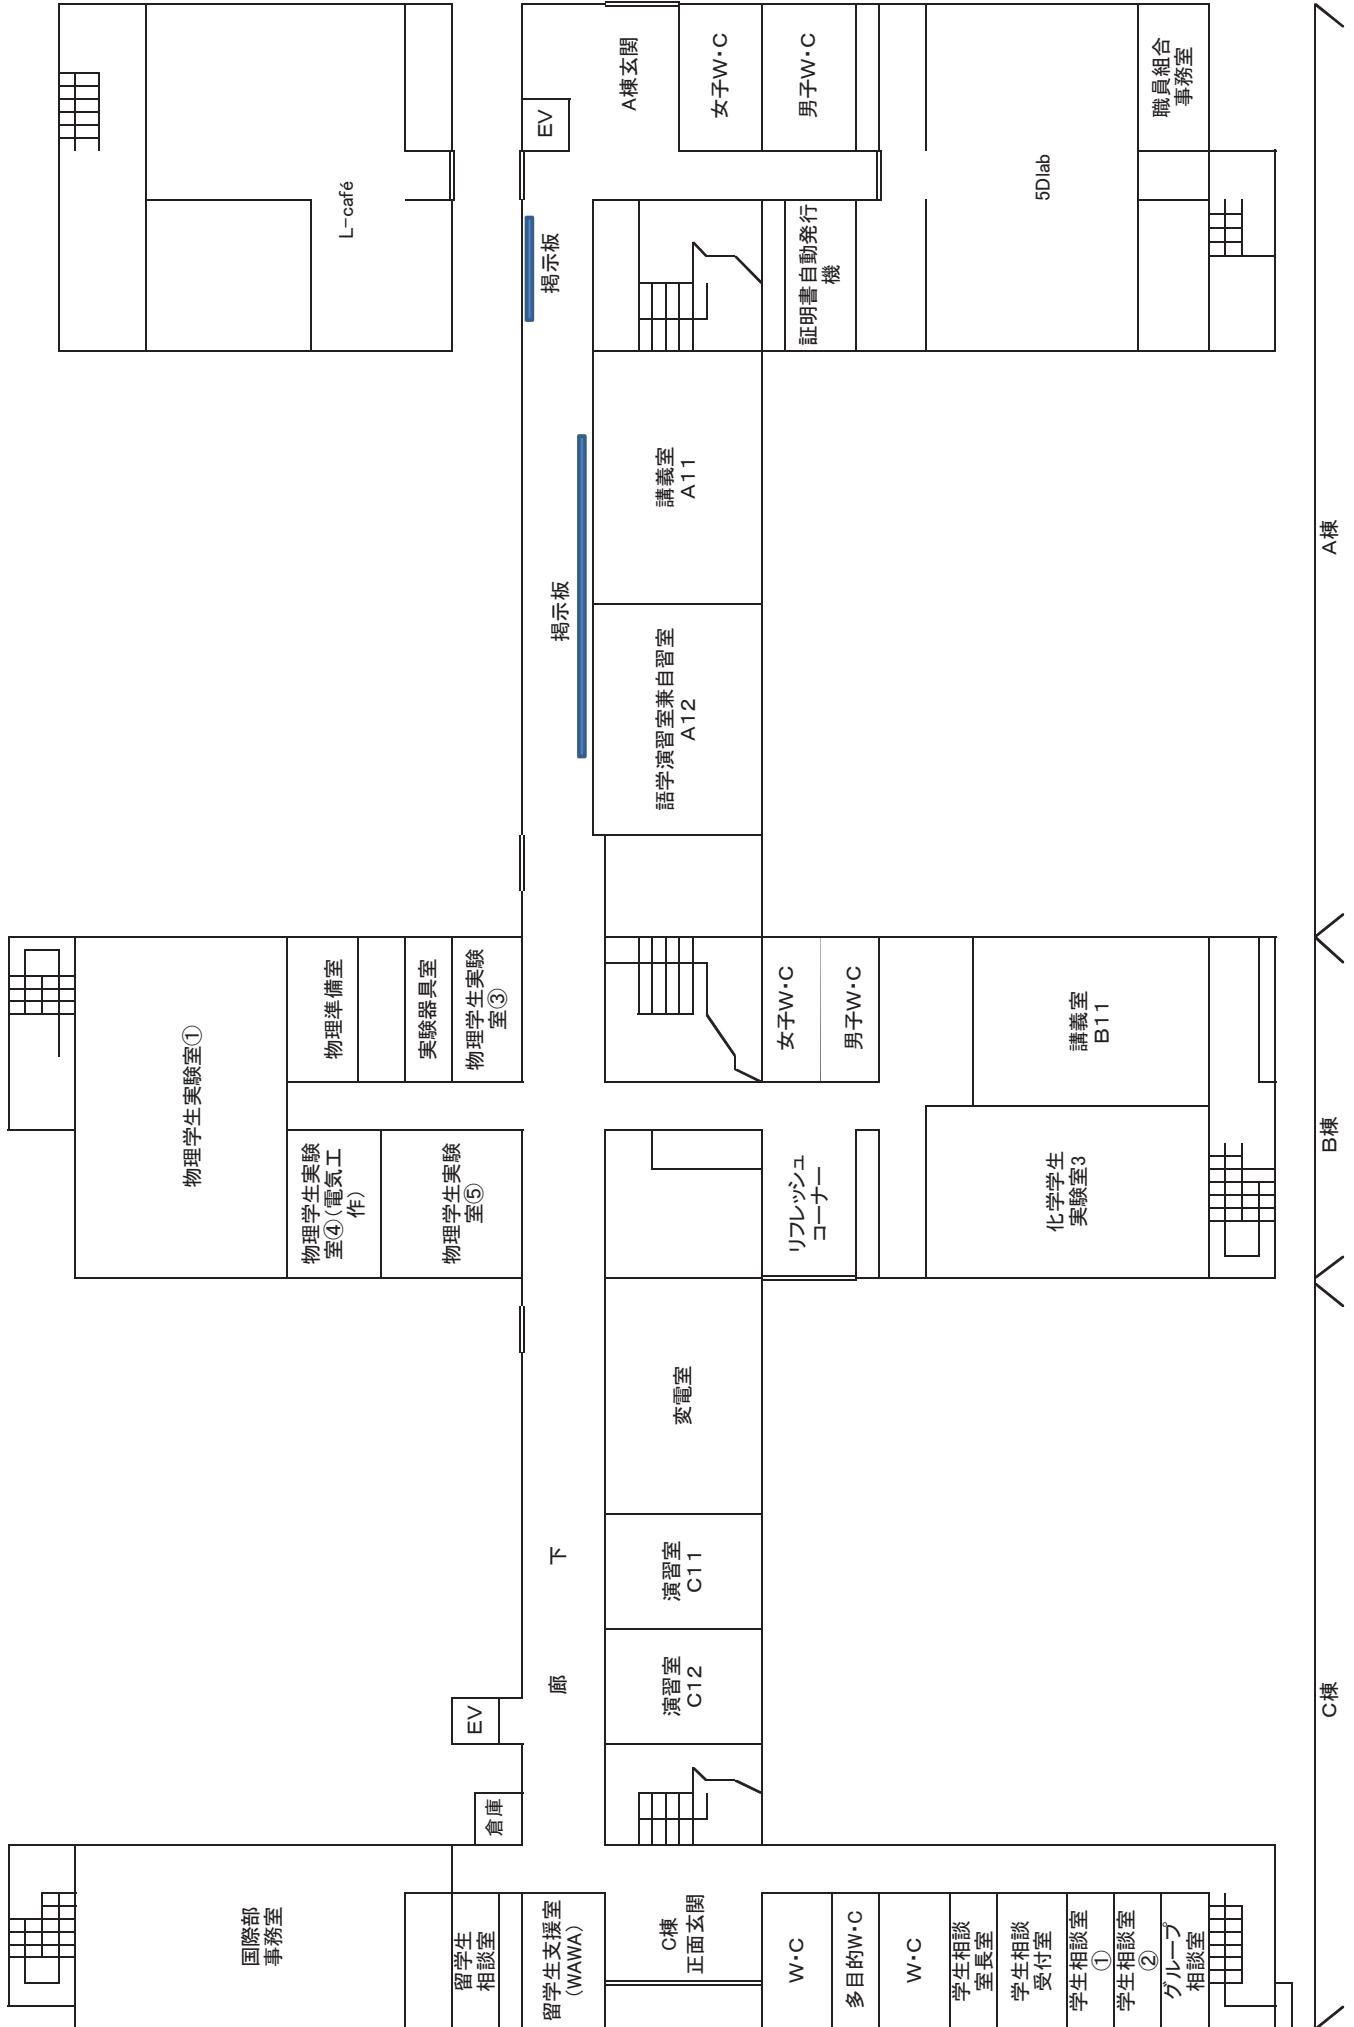 L-café
EV
A棟玄関
女子W・C
男子W・C
掲示板
証明書自動発行
機
5Dlab
職員組合
事務室
掲示板
講義室
A11
語学演習室兼自習室
A12
A棟
物理学生実験室①
物理準備室
実験器具室
物理学生実験
室③
物理学生実験
室④(電気工
作)
物理学生実験
室⑤
女子W・C
男子W・C
リフレッシュ
コーナー
講義室
B11
化学学生
実験室3
B棟
変電室
演習室
C11
演習室
C12
廊 下
EV
倉庫
国際部
事務室
留学生
相談室
留学生支援室
(WAWA)
C棟
正面玄関
W・C
多目的W・C
W・C
学生相談
室長室
学生相談
受付室
学生相談室
①
学生相談室
②
グループ
相談室
C棟